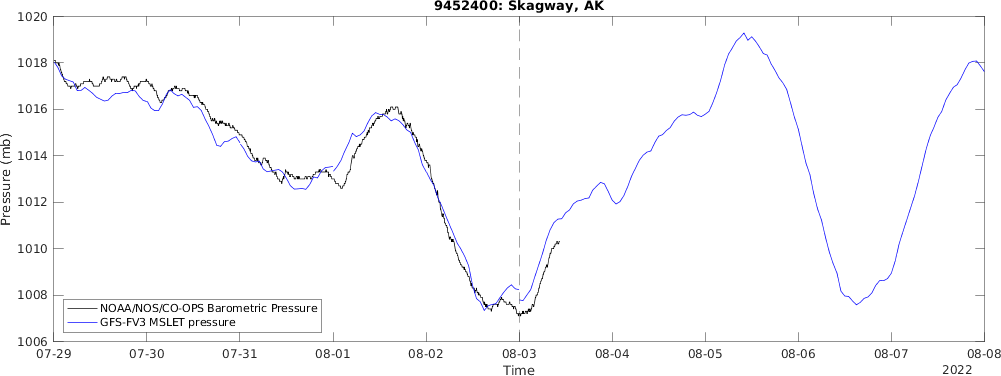 9452400: Skagway, AK
1020
1018
1016
1014
1012
1010
1008
1006
Pressure (mb)
NOAA/NOS/CO-OPS Barometric Pressure
GFS-FV3 MSLET pressure
07-29 07-30 07-31 08-01 08-02 08-03 08-04 08-05 08-06 08-07 08-08
Time
2022